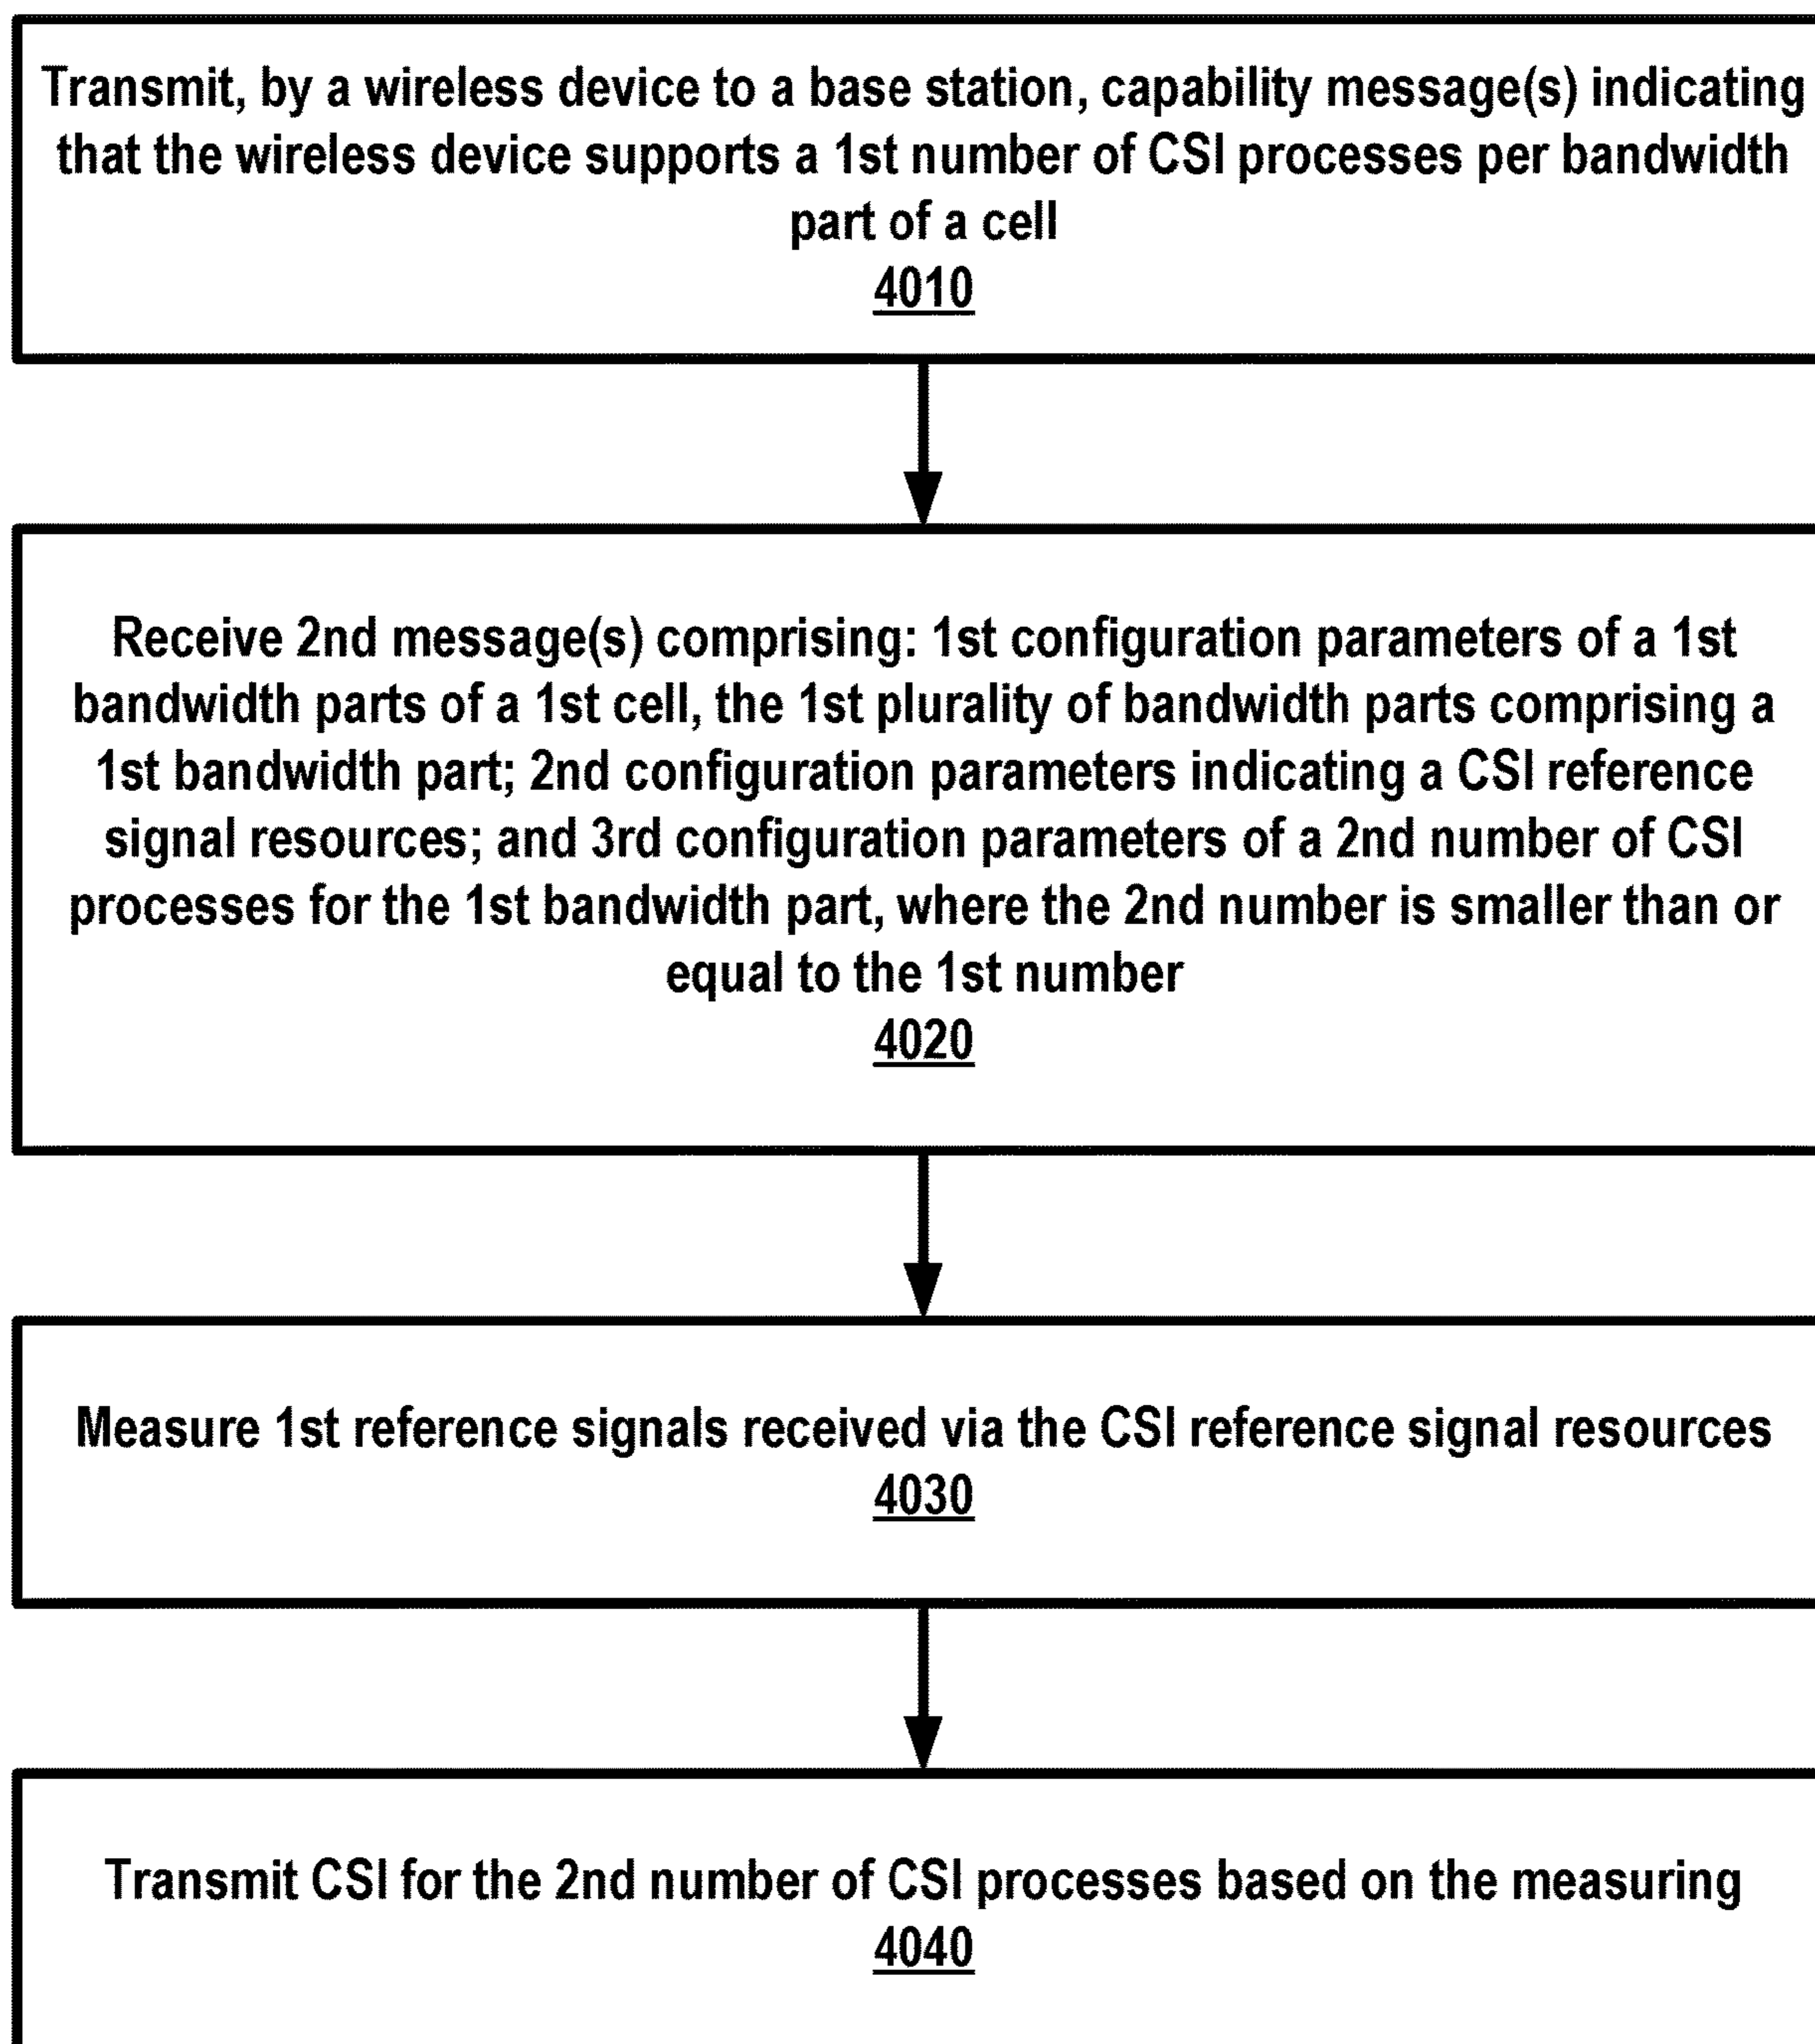 Transmit, by a wireless device to a base station, capability message(s) indicating
that the wireless device supports a 1st number of CSI processes per bandwidth
part of a cell
4010
Receive 2nd message(s) comprising: 1st configuration parameters of a 1st
bandwidth parts of a 1st cell, the 1st plurality of bandwidth parts comprising a
1st bandwidth part; 2nd configuration parameters indicating a CSI reference
signal resources; and 3rd configuration parameters of a 2nd number of CSI
processes for the 1st bandwidth part, where the 2nd number is smaller than or
equal to the 1st number
4020
Measure 1st reference signals received via the CSI reference signal resources
4030
Transmit CSI for the 2nd number of CSI processes based on the measuring
4040